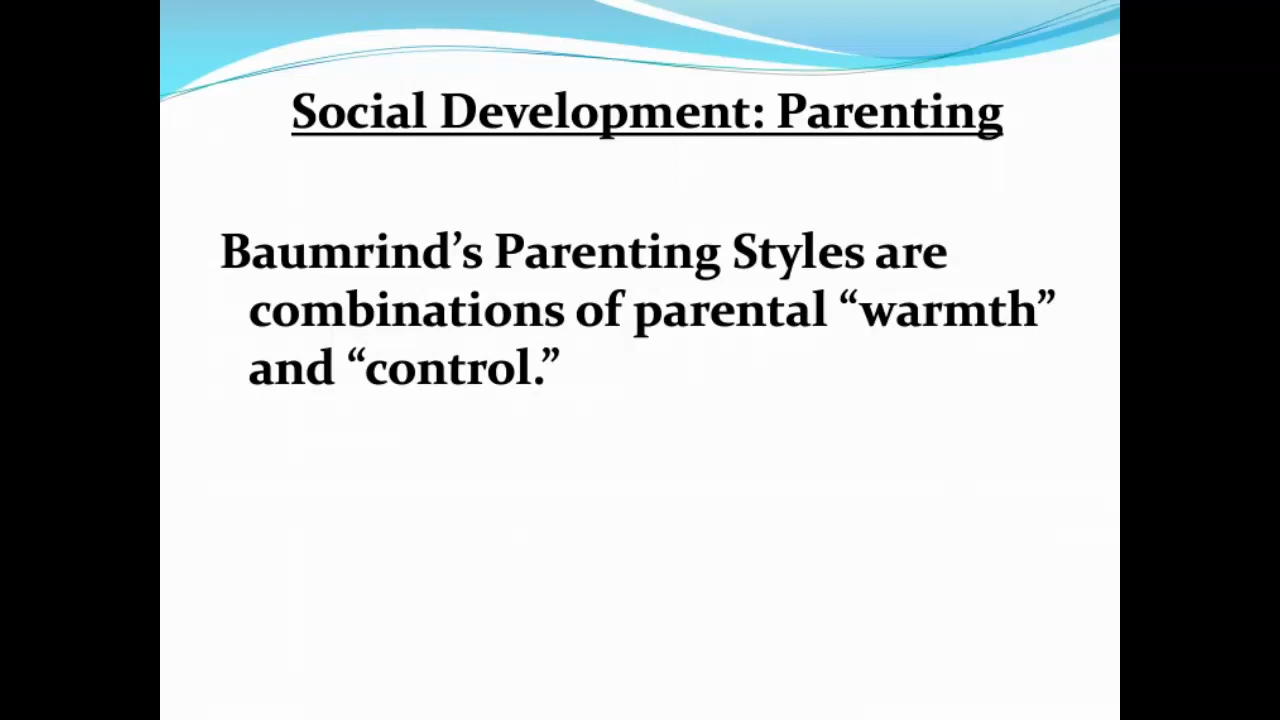 Social Development: Parenting
Baumrind’s Parenting Styles are
combinations of parental “warmth”
and “control.”